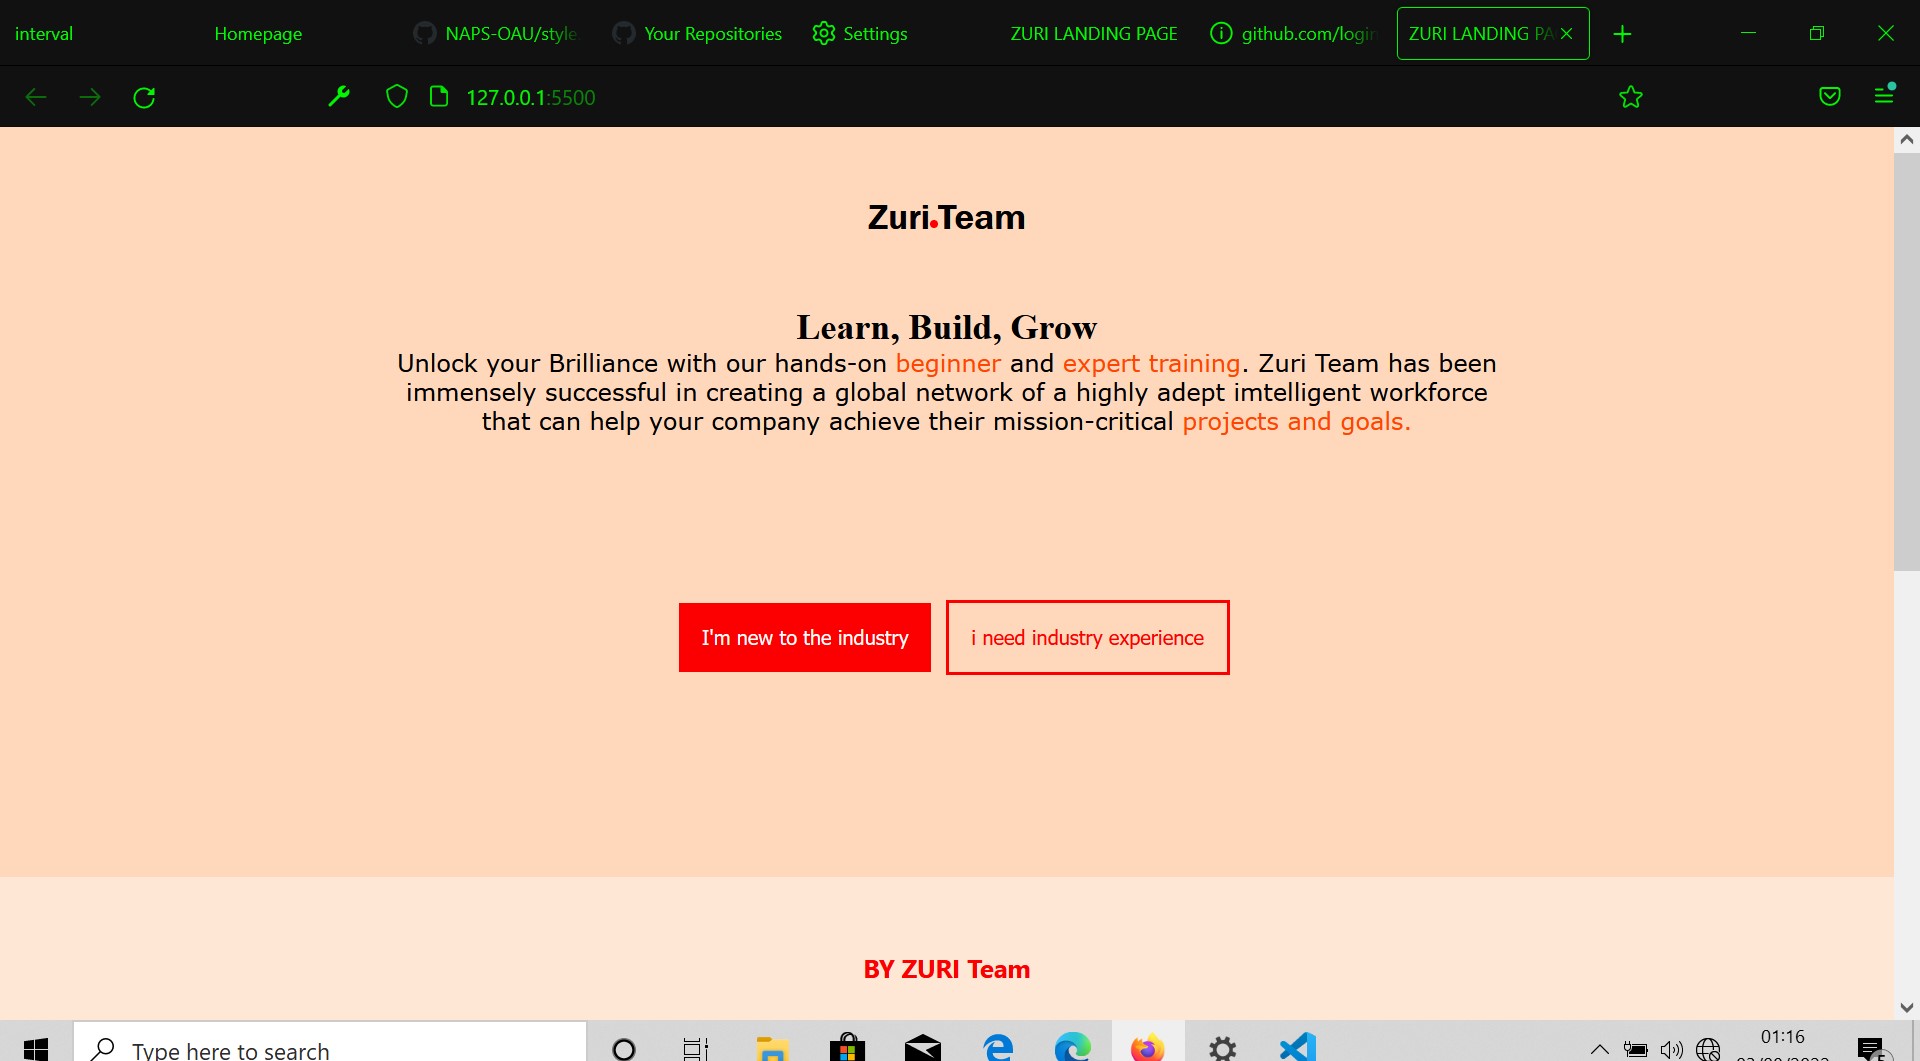 interval
Homepage
NAPS-OAU/style
Your Repositories
Settings
ZURI LANDING PAGE
github.com/login
ZURI LANDING PA
127.0.0.1:5500
Zuri.Team
Learn, Build, Grow
Unlock your Brilliance with our hands-on beginner and expert training. Zuri Team has been
immensely successful in creating a global network of a highly adept imtelligent workforce
that can help your company achieve their mission-critical projects and goals.
I'm new to the industry
i need industry experience
BY ZURI Team
Type here to search
01:16